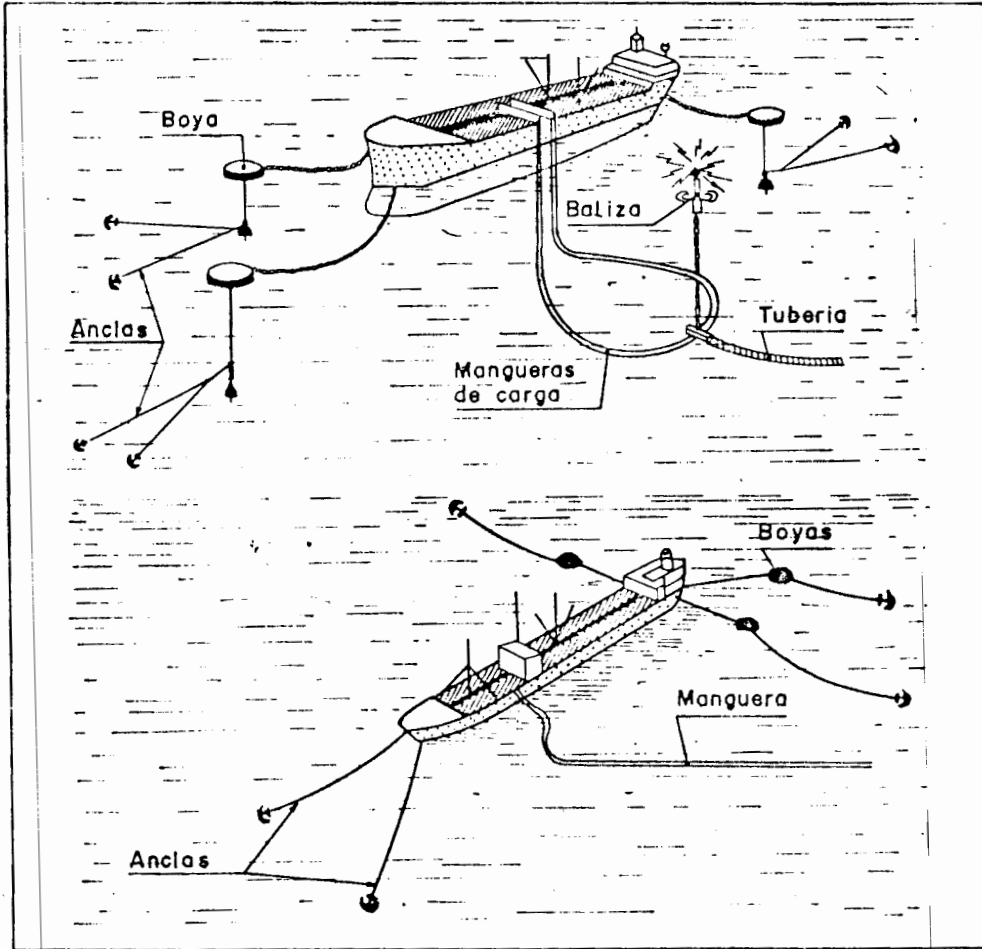 Boya
Baliza
Anclas
Tuberia
Mangueras
de carga
Boyas
Manguera
Anclas